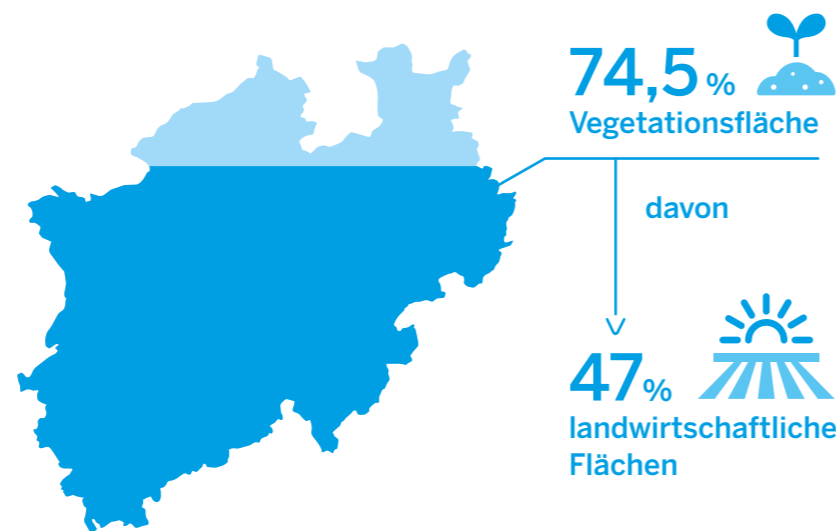 74,5 %
Vegetationsfläche
davon
47%
landwirtschaftliche
Flächen